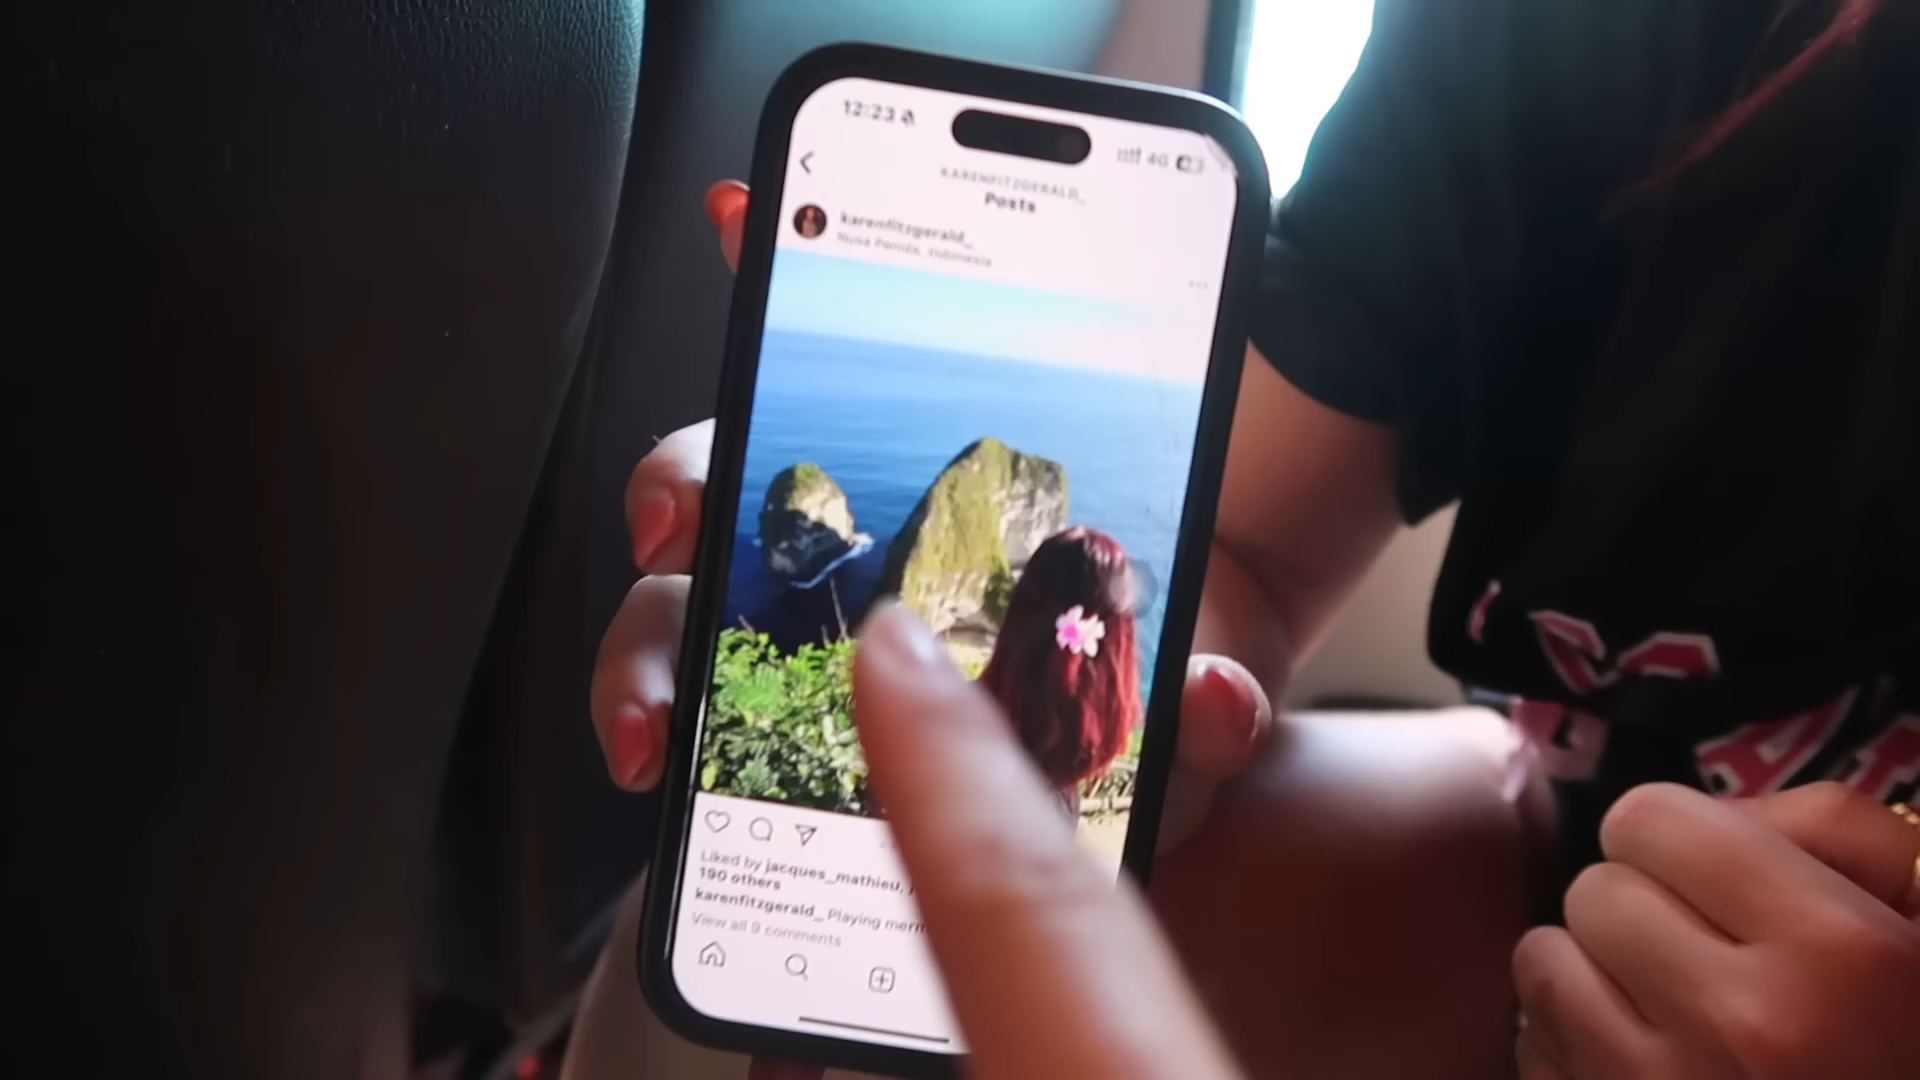 12:23
4G
KARENFITZGERALD_
Posts
karenfitzgerald_
Nusa Penida, Indonesia
Liked by jacques_mathieu,
190 others
karenfitzgerald_ Playing
View all 9 comments